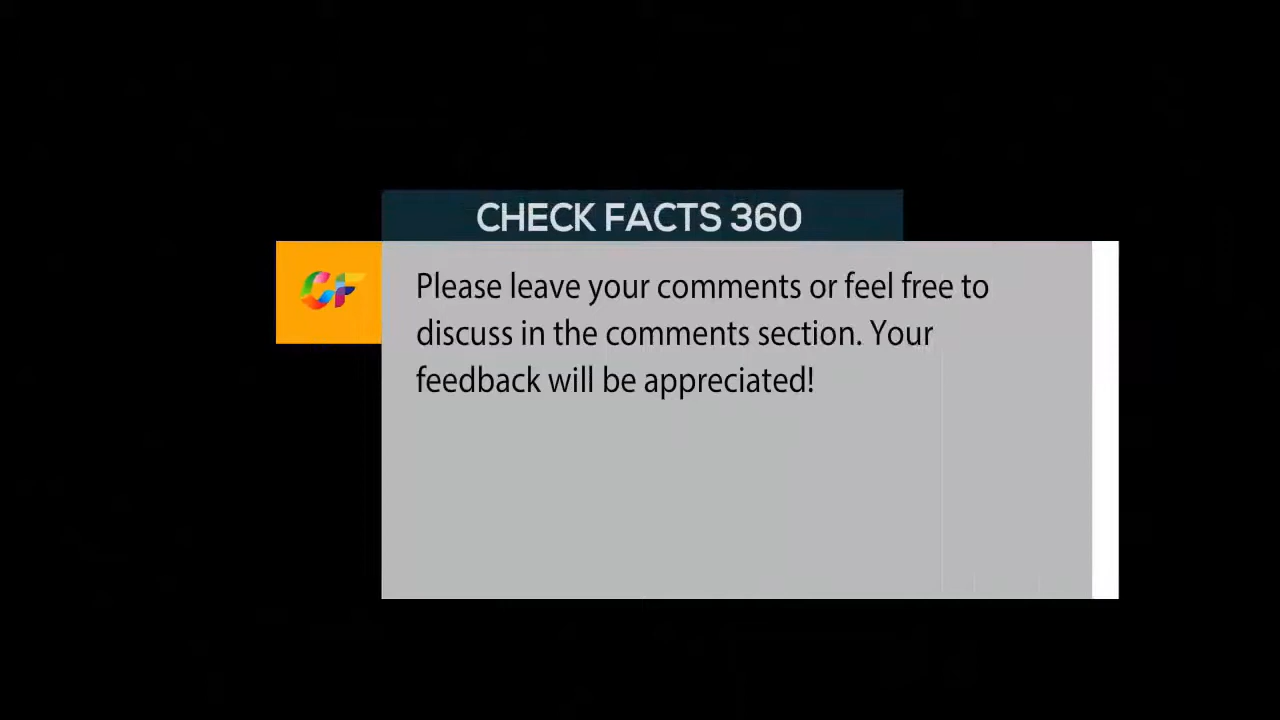 CHECK FACTS 360
CF
Please leave your comments or feel free to
discuss in the comments section. Your
feedback will be appreciated!